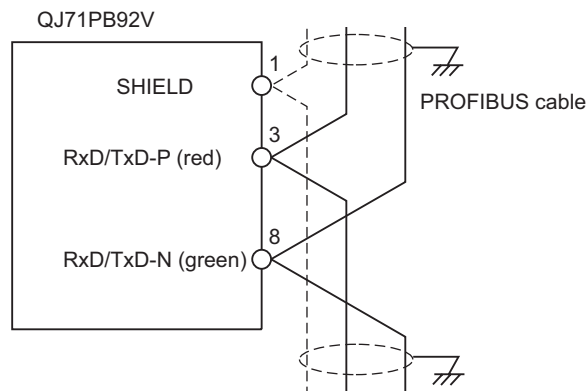 QJ71PB92V
1
SHIELD
PROFIBUS cable
3
RxD/TxD-P (red)
8
RxD/TxD-N (green)